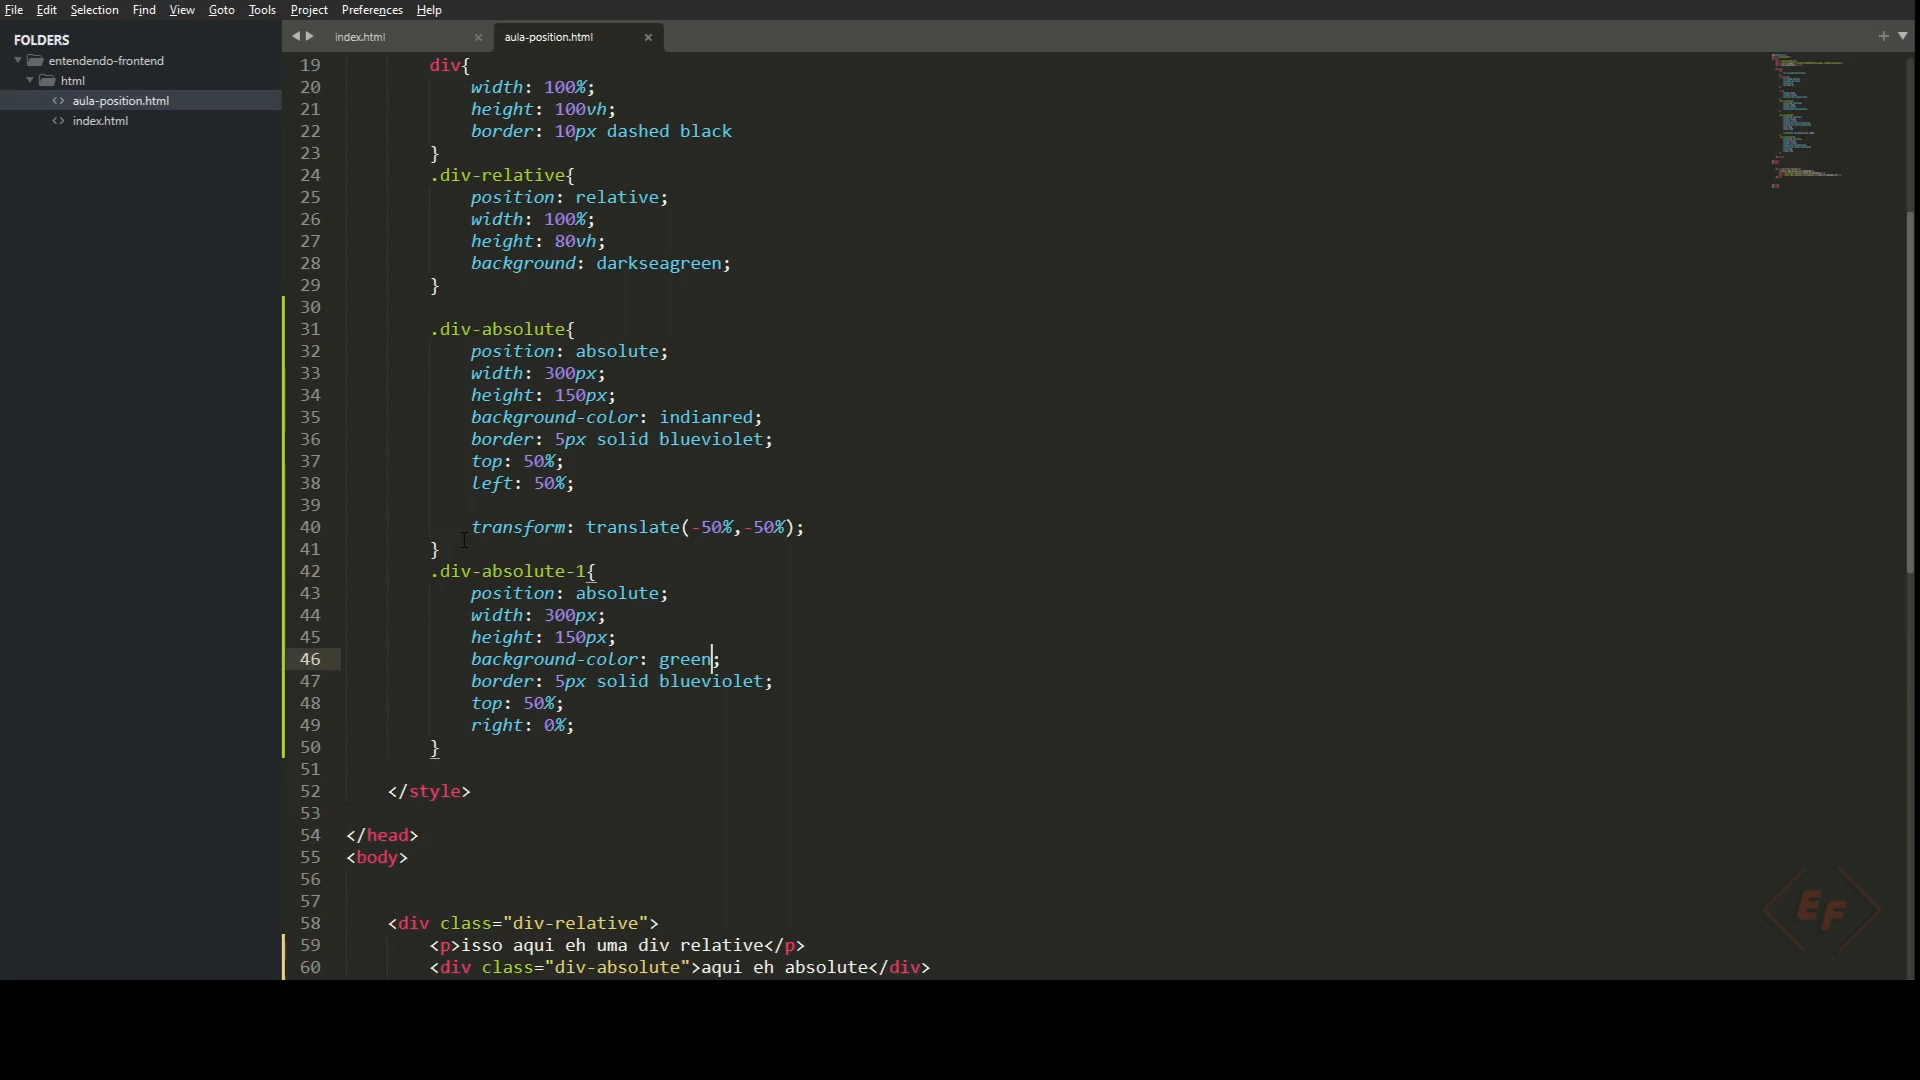 File Edit Selection Find View Goto Tools Project Preferences Help
FOLDERS
entendendo-frontend
html
aula-position.html
index.html
index.html
aula-position.html
19 div{
20 width: 100%;
21 height: 100vh;
22 border: 10px dashed black
23 }
24 .div-relative{
25 position: relative;
26 width: 100%;
27 height: 80vh;
28 background: darkseagreen;
29 }
30
31 .div-absolute{
32 position: absolute;
33 width: 300px;
34 height: 150px;
35 background-color: indianred;
36 border: 5px solid blueviolet;
37 top: 50%;
38 left: 50%;
39
40 transform: translate(-50%,-50%);
41 }
42 .div-absolute-1{
43 position: absolute;
44 width: 300px;
45 height: 150px;
46 background-color: green;
47 border: 5px solid blueviolet;
48 top: 50%;
49 right: 0%;
50 }
51
52 </style>
53
54 </head>
55 <body>
56
57
58 <div class="div-relative">
59 <p>isso aqui eh uma div relative</p>
60 <div class="div-absolute">aqui eh absolute</div>
EF